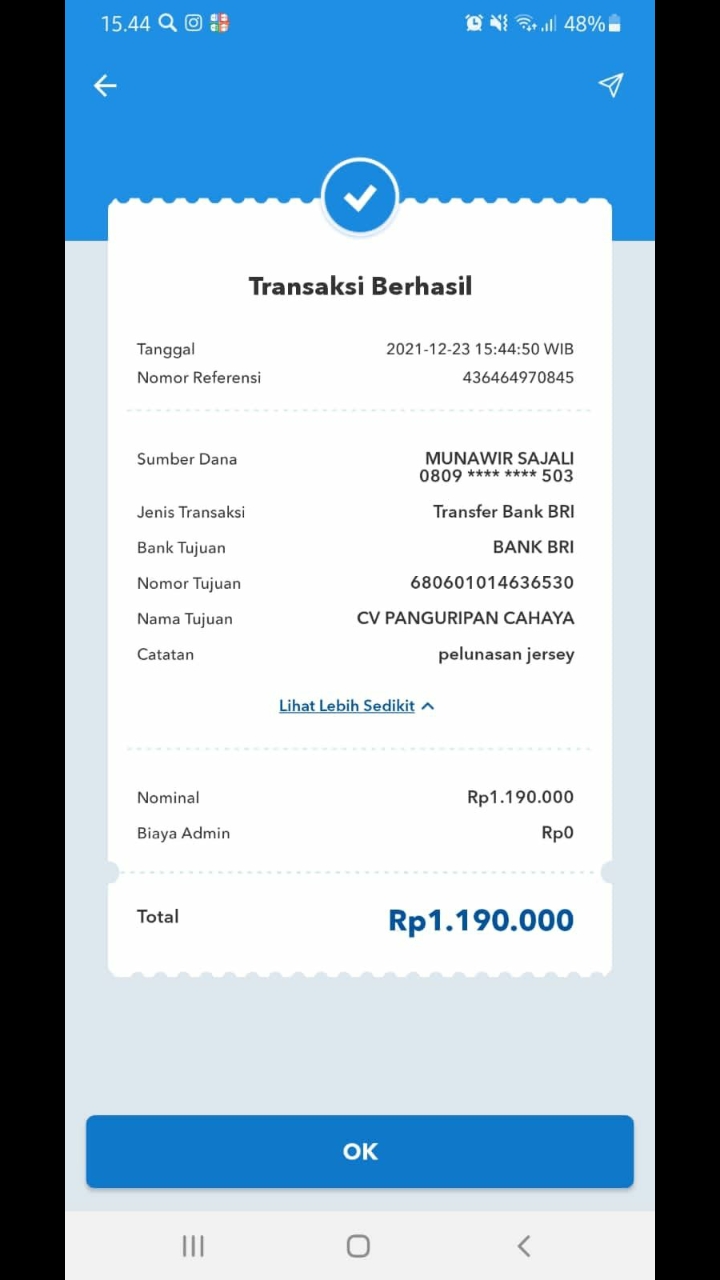 15.44
48%
Transaksi Berhasil
Tanggal 2021-12-23 15:44:50 WIB
Nomor Referensi 436464970845
Sumber Dana MUNAWIR SAJALI
0809 **** **** 503
Jenis Transaksi Transfer Bank BRI
Bank Tujuan BANK BRI
Nomor Tujuan 680601014636530
Nama Tujuan CV PANGURIPAN CAHAYA
Catatan pelunasan jersey
Lihat Lebih Sedikit
Nominal Rp1.190.000
Biaya Admin Rp0
Total Rp1.190.000
OK